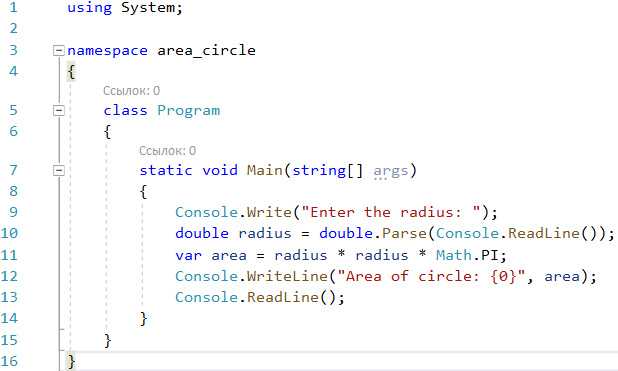 1 using System;
2
3 namespace area_circle
4 {
Ссылок: 0
5 class Program
6 {
Ссылок: 0
7 static void Main(string[] args)
8 {
9 Console.Write("Enter the radius: ");
10 double radius = double.Parse(Console.ReadLine());
11 var area = radius * radius * Math.PI;
12 Console.WriteLine("Area of circle: {0}", area);
13 Console.ReadLine();
14 }
15 }
16 }